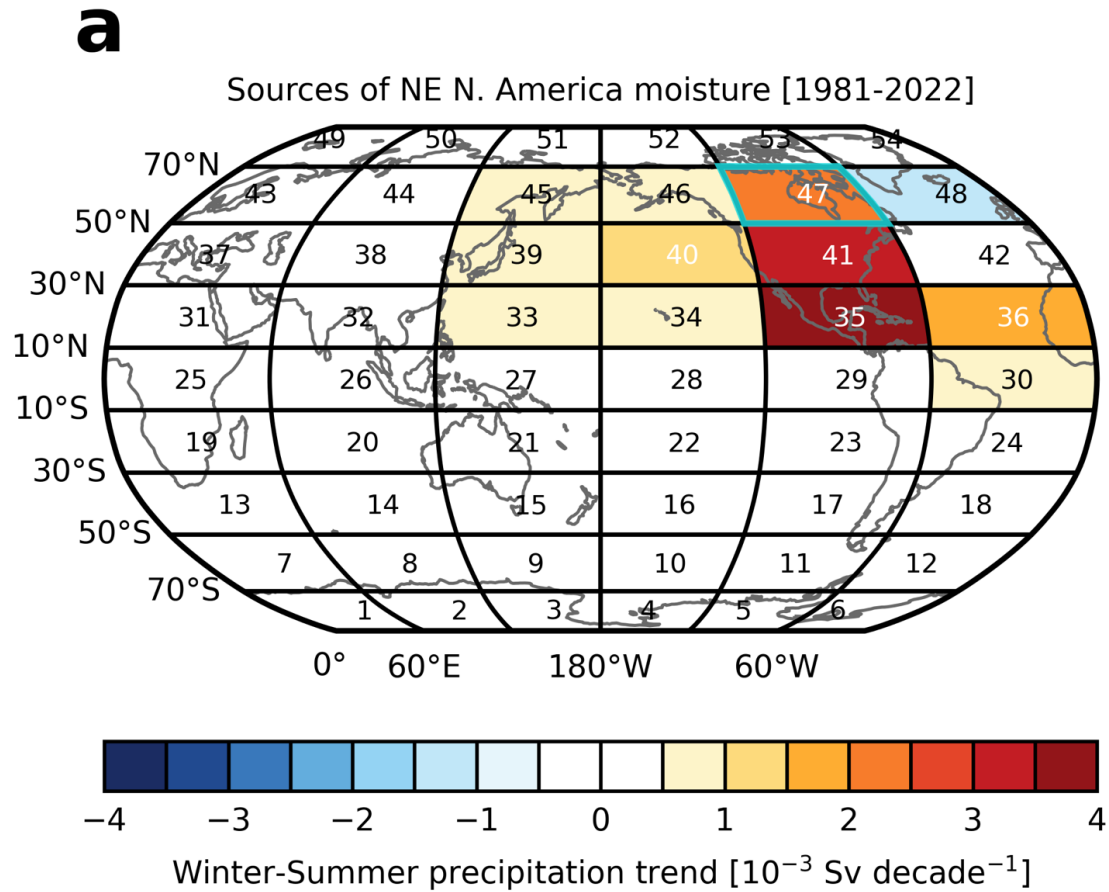 a
Sources of NE N. America moisture [1981-2022]
49 50 51 52 53 54
70°N
43 44 45 46 47 48
50°N
37 38 39 40 41 42
30°N
31 32 33 34 35 36
10°N
25 26 27 28 29 30
10°S
19 20 21 22 23 24
30°S
13 14 15 16 17 18
50°S
7 8 9 10 11 12
70°S
1 2 3 4 5 6
0° 60°E 180°W 60°W
−4 −3 −2 −1 0 1 2 3 4
Winter-Summer precipitation trend [10⁻³ Sv decade⁻¹]